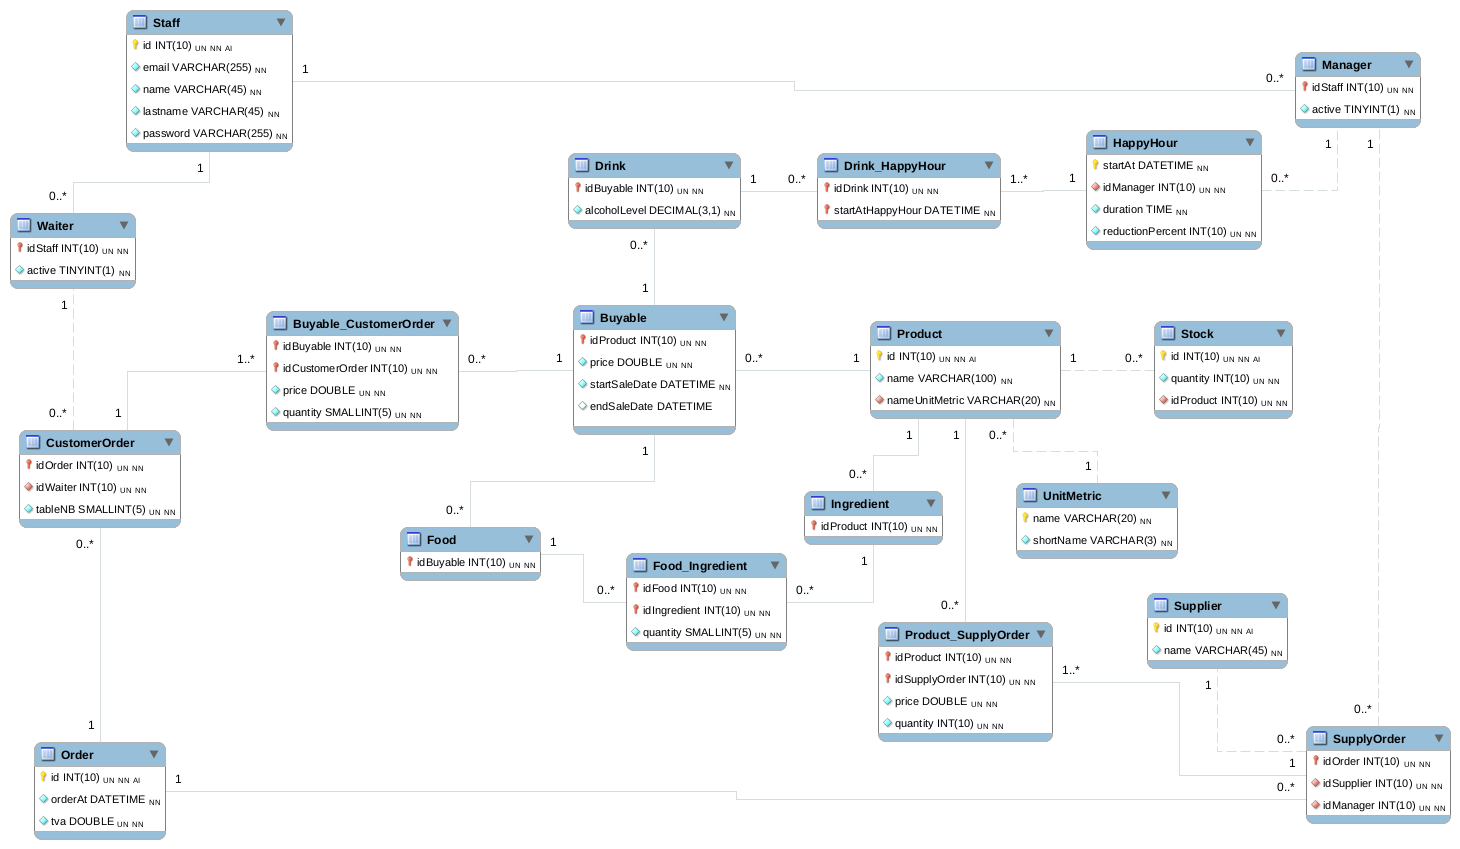 Staff
id INT(10) UN NN AI
email VARCHAR(255) NN
name VARCHAR(45) NN
lastname VARCHAR(45) NN
password VARCHAR(255) NN
1
0..*
Manager
idStaff INT(10) UN NN
active TINYINT(1) NN
1
0..*
1
1
Waiter
idStaff INT(10) UN NN
active TINYINT(1) NN
Drink
idBuyable INT(10) UN NN
alcoholLevel DECIMAL(3,1) NN
1
0..*
Drink_HappyHour
idDrink INT(10) UN NN
startAtHappyHour DATETIME NN
1..*
1
HappyHour
startAt DATETIME NN
idManager INT(10) UN NN
duration TIME NN
reductionPercent INT(10) UN NN
0..*
0..*
1
1
0..*
Buyable_CustomerOrder
idBuyable INT(10) UN NN
idCustomerOrder INT(10) UN NN
price DOUBLE UN NN
quantity SMALLINT(5) UN NN
1..*
1
0..*
1
Buyable
idProduct INT(10) UN NN
price DOUBLE UN NN
startSaleDate DATETIME NN
endSaleDate DATETIME
0..*
1
Product
id INT(10) UN NN AI
name VARCHAR(100) NN
nameUnitMetric VARCHAR(20) NN
1
0..*
Stock
id INT(10) UN NN AI
quantity INT(10) UN NN
idProduct INT(10) UN NN
CustomerOrder
idOrder INT(10) UN NN
idWaiter INT(10) UN NN
tableNB SMALLINT(5) UN NN
1
0..*
1
0..*
1
0..*
1
UnitMetric
name VARCHAR(20) NN
shortName VARCHAR(3) NN
Ingredient
idProduct INT(10) UN NN
Food
idBuyable INT(10) UN NN
1
0..*
Food_Ingredient
idFood INT(10) UN NN
idIngredient INT(10) UN NN
quantity SMALLINT(5) UN NN
0..*
1
0..*
Product_SupplyOrder
idProduct INT(10) UN NN
idSupplyOrder INT(10) UN NN
price DOUBLE UN NN
quantity INT(10) UN NN
1..*
Supplier
id INT(10) UN NN AI
name VARCHAR(45) NN
1
0..*
0..*
1
0..*
SupplyOrder
idOrder INT(10) UN NN
idSupplier INT(10) UN NN
idManager INT(10) UN NN
0..*
1
Order
id INT(10) UN NN AI
orderAt DATETIME NN
tva DOUBLE UN NN
1